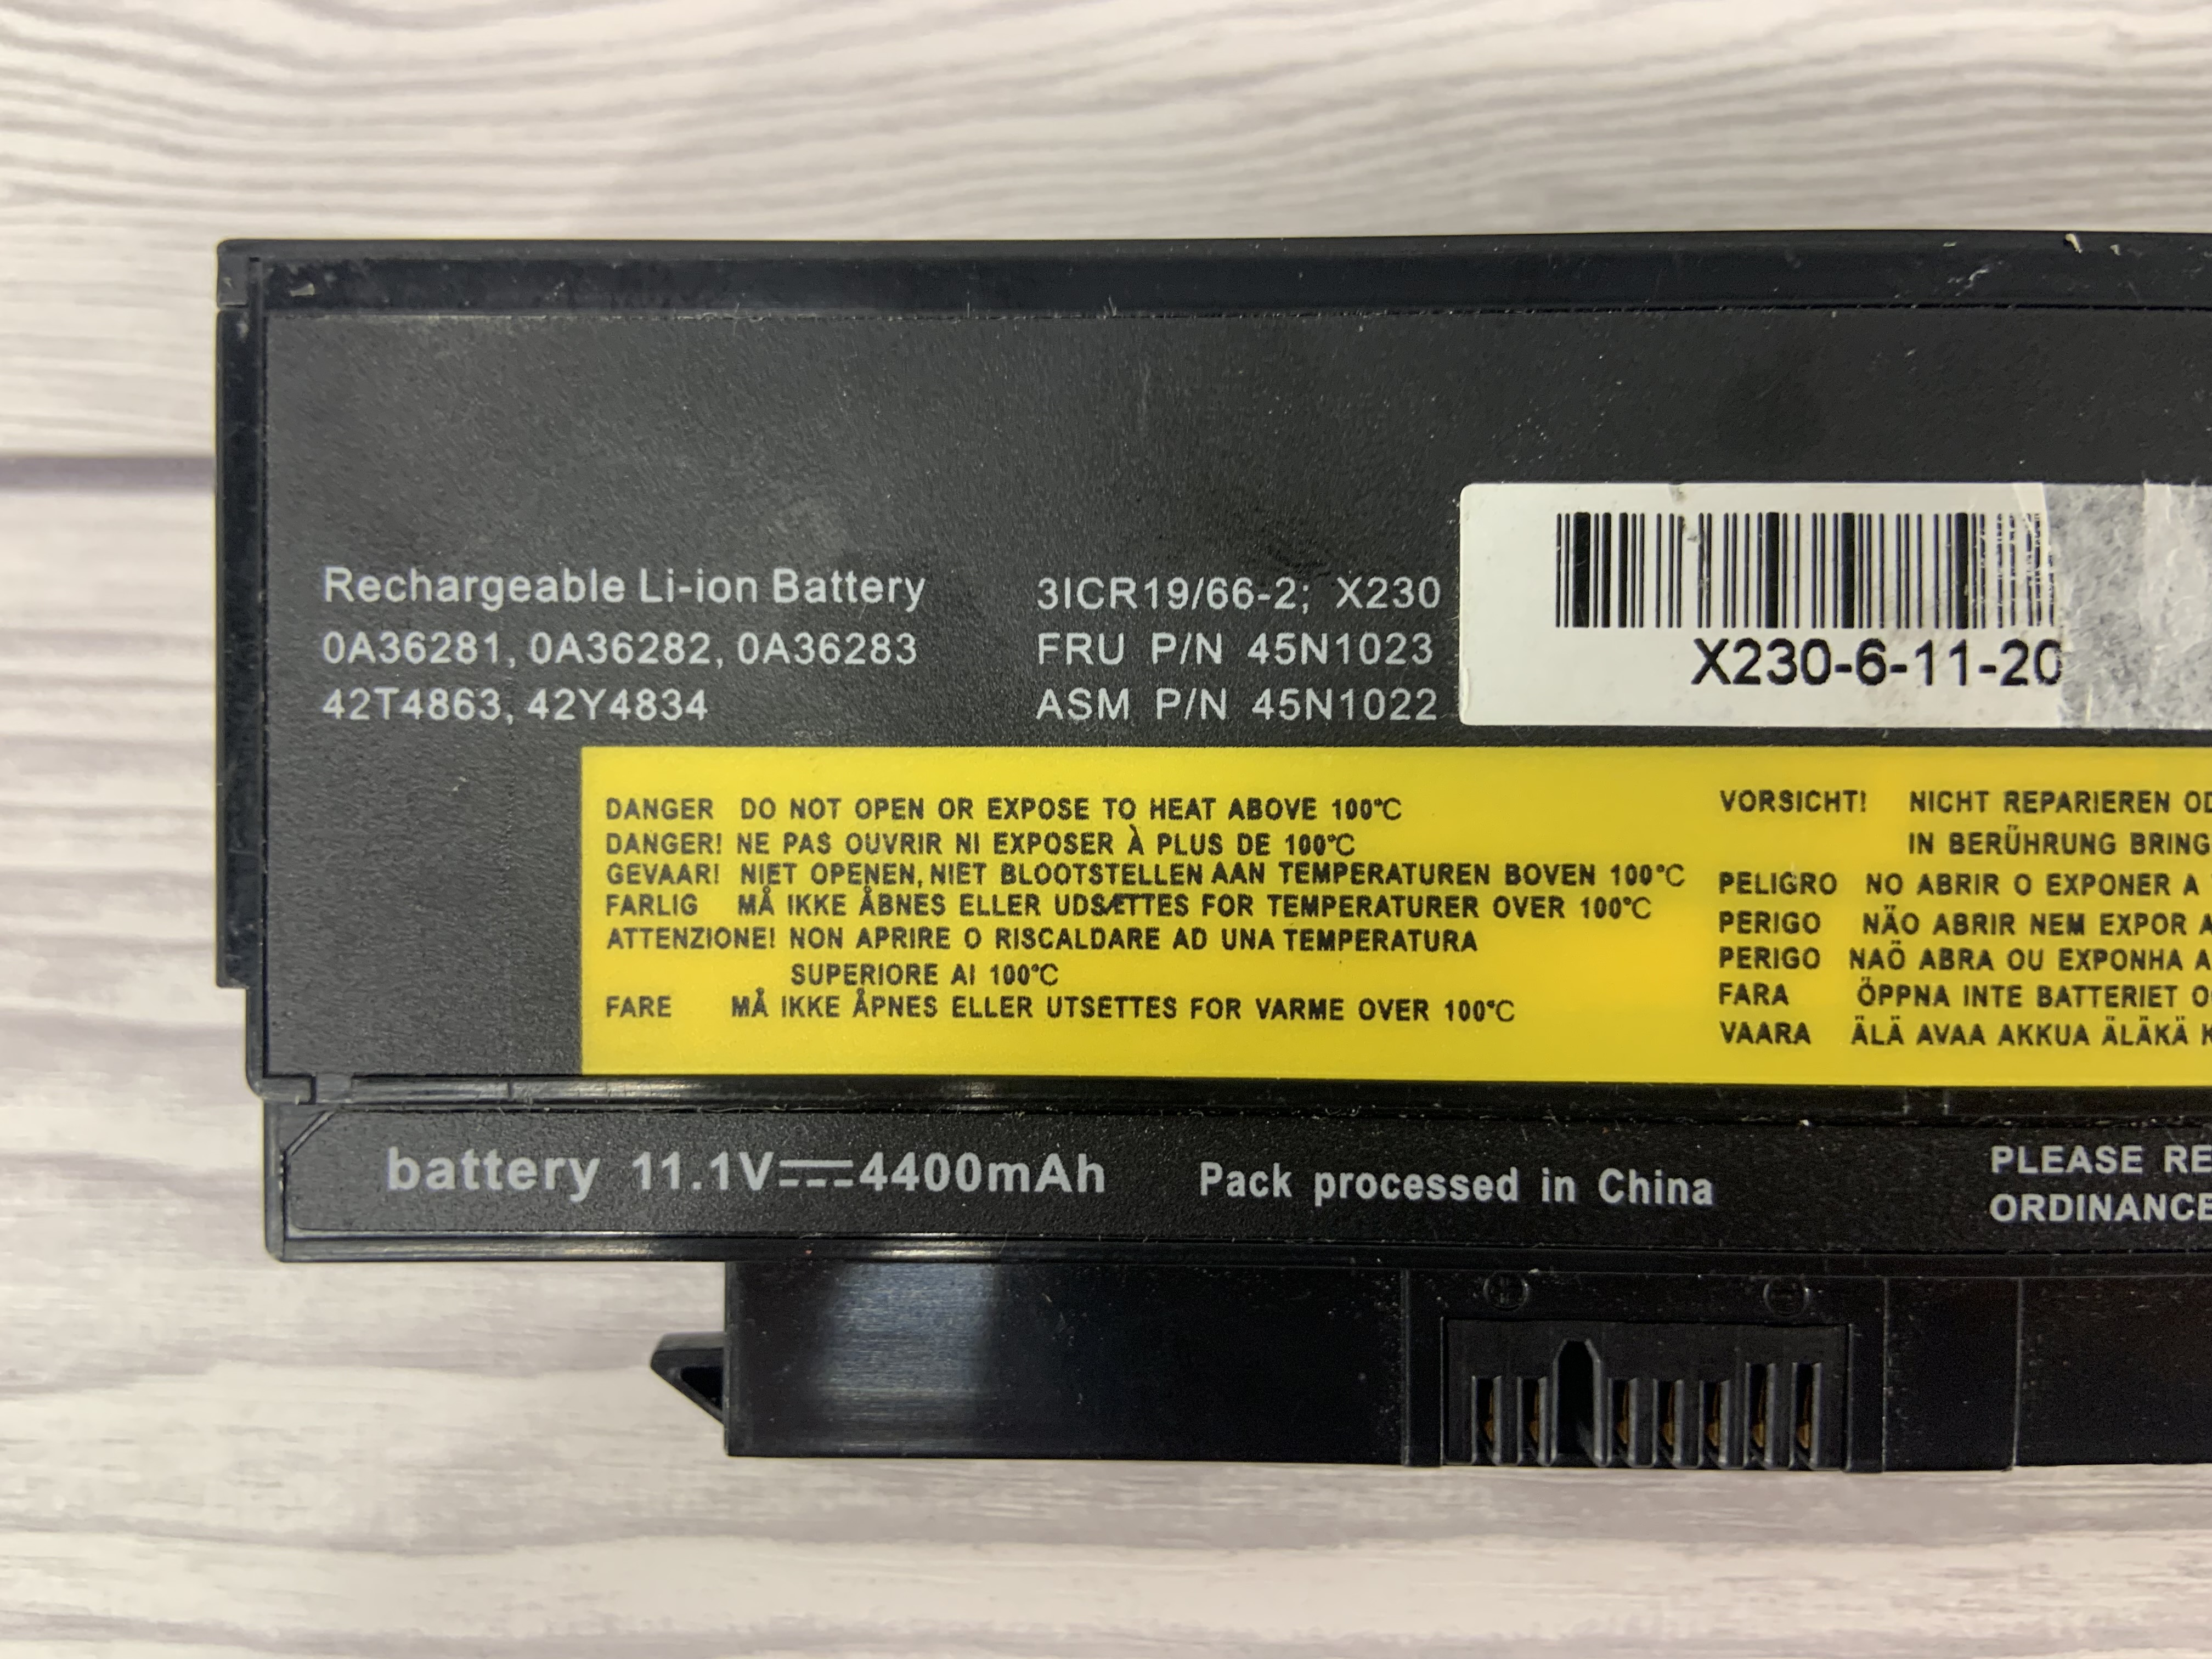 Rechargeable Li-ion Battery
0A36281, 0A36282, 0A36283
42T4863, 42Y4834
3ICR19/66-2; X230
FRU P/N 45N1023
ASM P/N 45N1022
X230-6-11-20
DANGER DO NOT OPEN OR EXPOSE TO HEAT ABOVE 100℃
DANGER! NE PAS OUVRIR NI EXPOSER À PLUS DE 100℃
GEVAAR! NIET OPENEN, NIET BLOOTSTELLEN AAN TEMPERATUREN BOVEN 100℃
FARLIG MÅ IKKE ÅBNES ELLER UDSÆTTES FOR TEMPERATURER OVER 100℃
ATTENZIONE! NON APRIRE O RISCALDARE AD UNA TEMPERATURA
SUPERIORE AI 100℃
FARE MÅ IKKE ÅPNES ELLER UTSETTES FOR VARME OVER 100℃
VORSICHT! NICHT REPARIEREN
IN BERÜHRUNG BRING
PELIGRO NO ABRIR O EXPONER A
PERIGO NÄO ABRIR NEM EXPOR A
PERIGO NAÖ ABRA OU EXPONHA A
FARA ÖPPNA INTE BATTERIET
VAARA ÄLÄ AVAA AKKUA ÄLÄKÄ
battery 11.1V⎓4400mAh
Pack processed in China
PLEASE RE
ORDINANCE